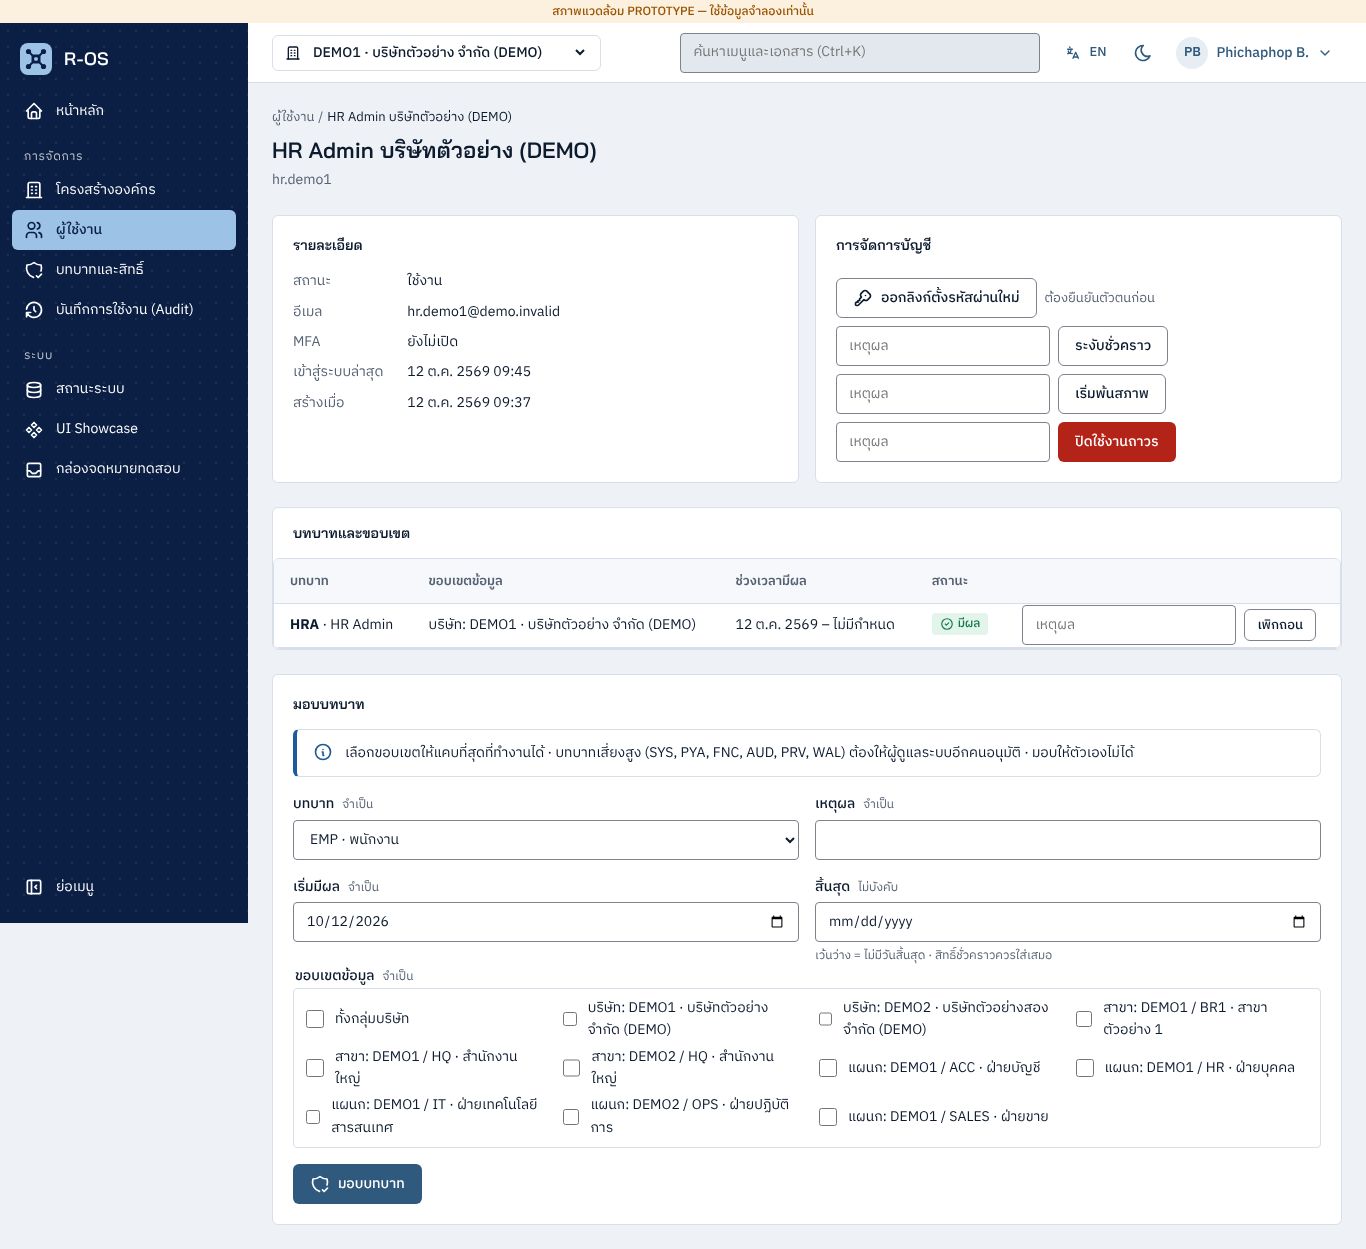 สภาพแวดล้อม PROTOTYPE — ใช้ข้อมูลจำลองเท่านั้น
R-OS
DEMO1 · บริษัทตัวอย่าง จำกัด (DEMO)
ค้นหาเมนูและเอกสาร (Ctrl+K)
EN
PB Phichaphop B.
หน้าหลัก
การจัดการ
โครงสร้างองค์กร
ผู้ใช้งาน
บทบาทและสิทธิ์
บันทึกการใช้งาน (Audit)
ระบบ
สถานะระบบ
UI Showcase
กล่องจดหมายทดสอบ
ย่อเมนู
ผู้ใช้งาน / HR Admin บริษัทตัวอย่าง (DEMO)
HR Admin บริษัทตัวอย่าง (DEMO)
hr.demo1
รายละเอียด
สถานะ ใช้งาน
อีเมล hr.demo1@demo.invalid
MFA ยังไม่เปิด
เข้าสู่ระบบล่าสุด 12 ต.ค. 2569 09:45
สร้างเมื่อ 12 ต.ค. 2569 09:37
การจัดการบัญชี
ออกลิงก์ตั้งรหัสผ่านใหม่ ต้องยืนยันตัวตนก่อน
เหตุผล ระงับชั่วคราว
เหตุผล เริ่มพ้นสภาพ
เหตุผล ปิดใช้งานถาวร
บทบาทและขอบเขต
บทบาท ขอบเขตข้อมูล ช่วงเวลามีผล สถานะ
HRA · HR Admin บริษัท: DEMO1 · บริษัทตัวอย่าง จำกัด (DEMO) 12 ต.ค. 2569 – ไม่มีกำหนด มีผล เหตุผล เพิกถอน
มอบบทบาท
เลือกขอบเขตให้แคบที่สุดที่ทำงานได้ · บทบาทเสี่ยงสูง (SYS, PYA, FNC, AUD, PRV, WAL) ต้องให้ผู้ดูแลระบบอีกคนอนุมัติ · มอบให้ตัวเองไม่ได้
บทบาท จำเป็น
EMP · พนักงาน
เหตุผล จำเป็น
เริ่มมีผล จำเป็น
10/12/2026
สิ้นสุด ไม่บังคับ
mm/dd/yyyy
เว้นว่าง = ไม่มีวันสิ้นสุด · สิทธิ์ชั่วคราวควรใส่เสมอ
ขอบเขตข้อมูล จำเป็น
ทั้งกลุ่มบริษัท
บริษัท: DEMO1 · บริษัทตัวอย่าง
จำกัด (DEMO)
บริษัท: DEMO2 · บริษัทตัวอย่างสอง
จำกัด (DEMO)
สาขา: DEMO1 / BR1 · สาขา
ตัวอย่าง 1
สาขา: DEMO1 / HQ · สำนักงาน
ใหญ่
สาขา: DEMO2 / HQ · สำนักงาน
ใหญ่
แผนก: DEMO1 / ACC · ฝ่ายบัญชี
แผนก: DEMO1 / HR · ฝ่ายบุคคล
แผนก: DEMO1 / IT · ฝ่ายเทคโนโลยี
สารสนเทศ
แผนก: DEMO2 / OPS · ฝ่ายปฏิบัติ
การ
แผนก: DEMO1 / SALES · ฝ่ายขาย
มอบบทบาท